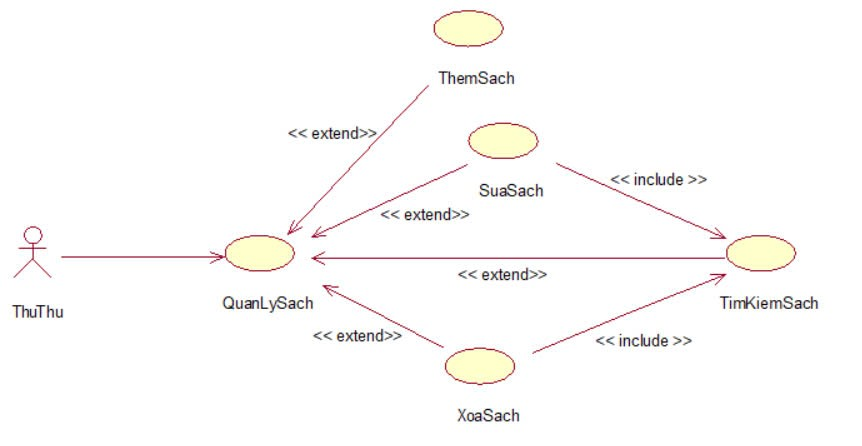 ThemSach
<< extend>>
SuaSach
<< include >>
<< extend>>
ThuThu
QuanLySach
<< extend>>
TimKiemSach
<< extend>>
<< include >>
XoaSach